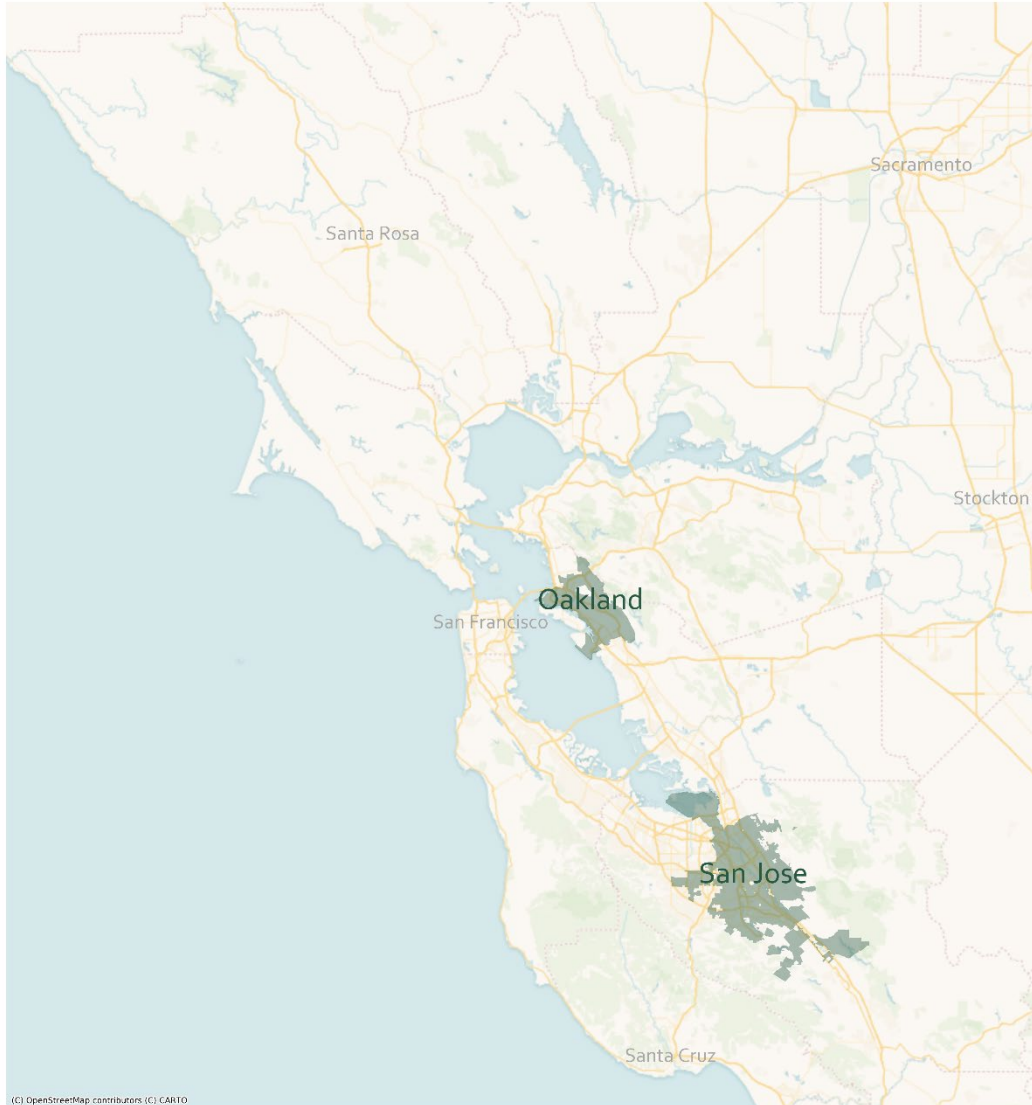 Sacramento
Santa Rosa
Stockton
Oakland
San Francisco
San Jose
Santa Cruz
(C) OpenStreetMap contributors (C) CARTO